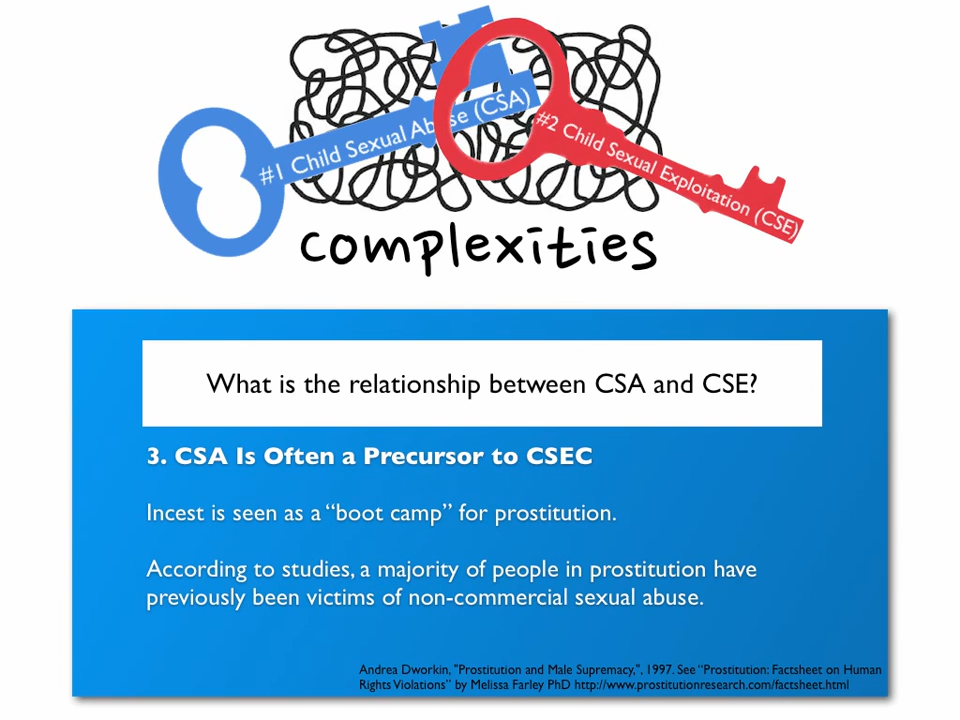 #1 Child Sexual Abuse (CSA)
#2 Child Sexual Exploitation (CSE)
complexities
What is the relationship between CSA and CSE?
3. CSA Is Often a Precursor to CSEC
Incest is seen as a “boot camp” for prostitution.
According to studies, a majority of people in prostitution have
previously been victims of non-commercial sexual abuse.
Andrea Dworkin, "Prostitution and Male Supremacy,", 1997. See “Prostitution: Factsheet on Human
Rights Violations” by Melissa Farley PhD http://www.prostitutionresearch.com/factsheet.html